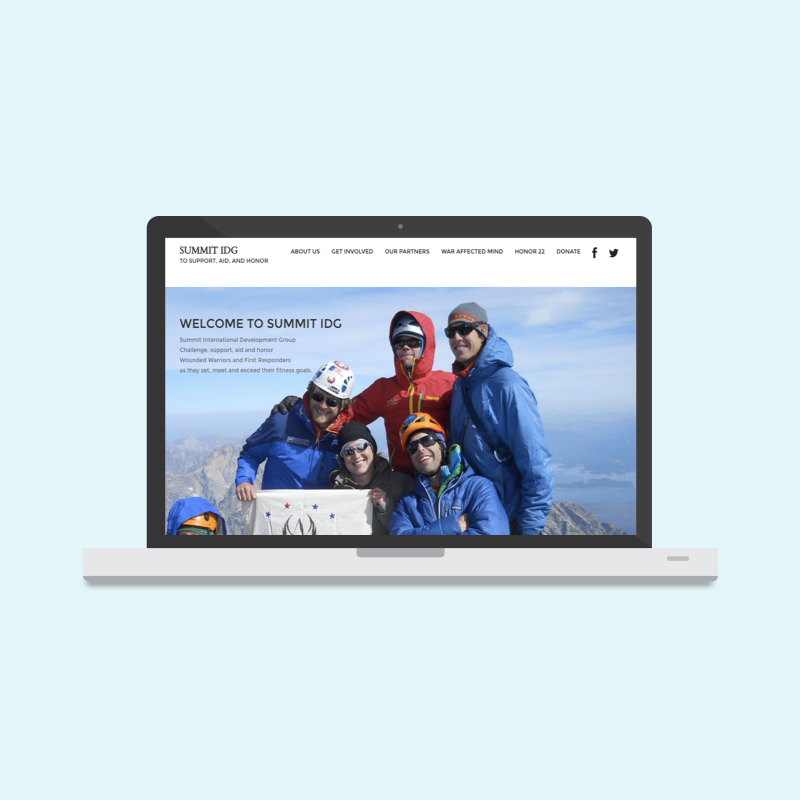 SUMMIT IDG
TO SUPPORT, AID, AND HONOR
ABOUT US GET INVOLVED OUR PARTNERS WAR AFFECTED MIND HONOR 22 DONATE
WELCOME TO SUMMIT IDG
Summit International Development Group
Challenge, support, aid and honor
Wounded Warriors and First Responders
as they set, meet and exceed their fitness goals.